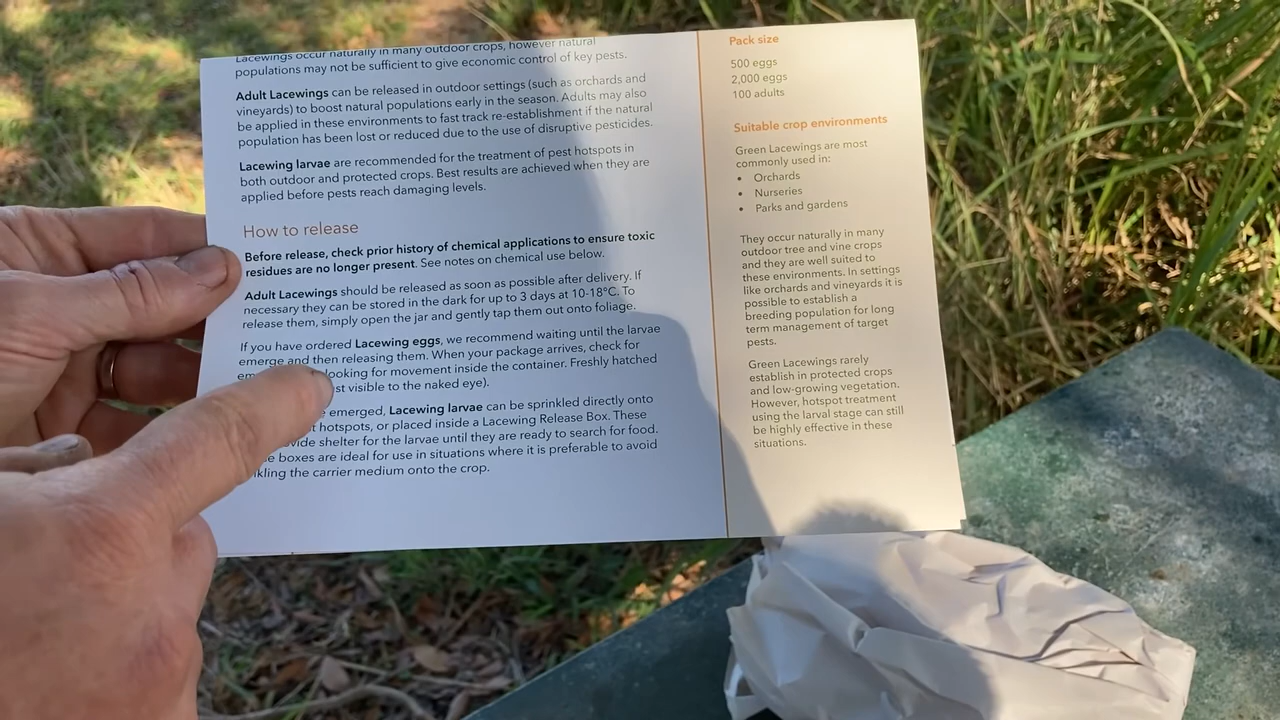 Lacewings occur naturally in many outdoor crops, however natural
populations may not be sufficient to give economic control of key pests.
Adult Lacewings can be released in outdoor settings (such as orchards and
vineyards) to boost natural populations early in the season. Adults may also
be applied in these environments to fast track re-establishment if the natural
population has been lost or reduced due to the use of disruptive pesticides.
Lacewing larvae are recommended for the treatment of pest hotspots in
both outdoor and protected crops. Best results are achieved when they are
applied before pests reach damaging levels.
How to release
Before release, check prior history of chemical applications to ensure toxic
residues are no longer present. See notes on chemical use below.
Adult Lacewings should be released as soon as possible after delivery. If
necessary they can be stored in the dark for up to 3 days at 10-18°C. To
release them, simply open the jar and gently tap them out onto foliage.
If you have ordered Lacewing eggs, we recommend waiting until the larvae
emerge and then releasing them. When your package arrives, check for
looking for movement inside the container. Freshly hatched
visible to the naked eye).
emerged, Lacewing larvae can be sprinkled directly onto
hotspots, or placed inside a Lacewing Release Box. These
shelter for the larvae until they are ready to search for food.
boxes are ideal for use in situations where it is preferable to avoid
the carrier medium onto the crop.
Pack size
500 eggs
2,000 eggs
100 adults
Suitable crop environments
Green Lacewings are most
commonly used in:
• Orchards
• Nurseries
• Parks and gardens
They occur naturally in many
outdoor tree and vine crops
and they are well suited to
these environments. In settings
like orchards and vineyards it is
possible to establish a
breeding population for long
term management of target
pests.
Green Lacewings rarely
establish in protected crops
and low-growing vegetation.
However, hotspot treatment
using the larval stage can still
be highly effective in these
situations.